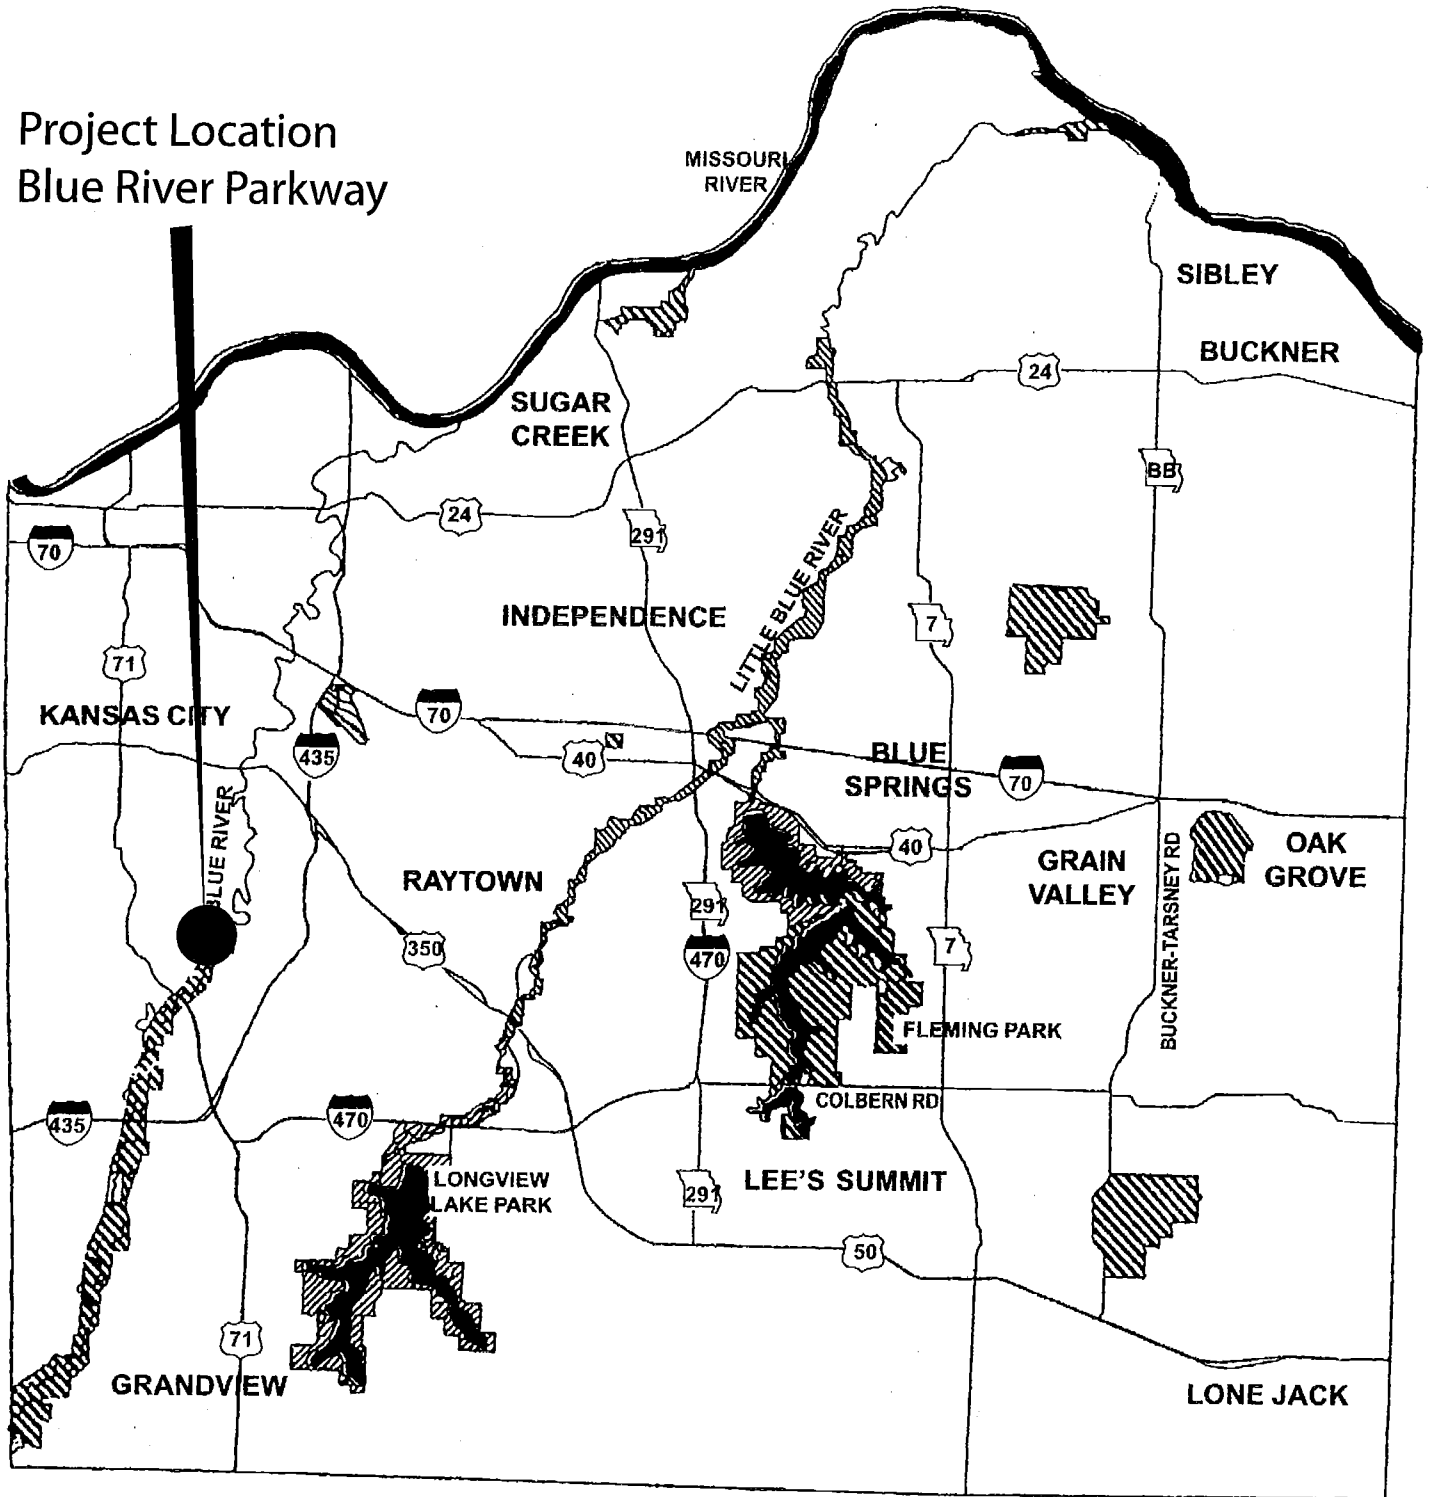 Project Location
Blue River Parkway
MISSOURI
RIVER
SIBLEY
BUCKNER
24
SUGAR
CREEK
BB
24
291
70
LITTLE BLUE RIVER
INDEPENDENCE
7
71
KANSAS CITY
70
435
40
BLUE
SPRINGS
70
BLUE RIVER
40
GRAIN
VALLEY
OAK
GROVE
BUCKNER-TARSNEY RD
RAYTOWN
291
350
470
7
FLEMING PARK
COLBERN RD
435
470
LONGVIEW
LAKE PARK
291
LEE'S SUMMIT
50
71
GRANDVIEW
LONE JACK